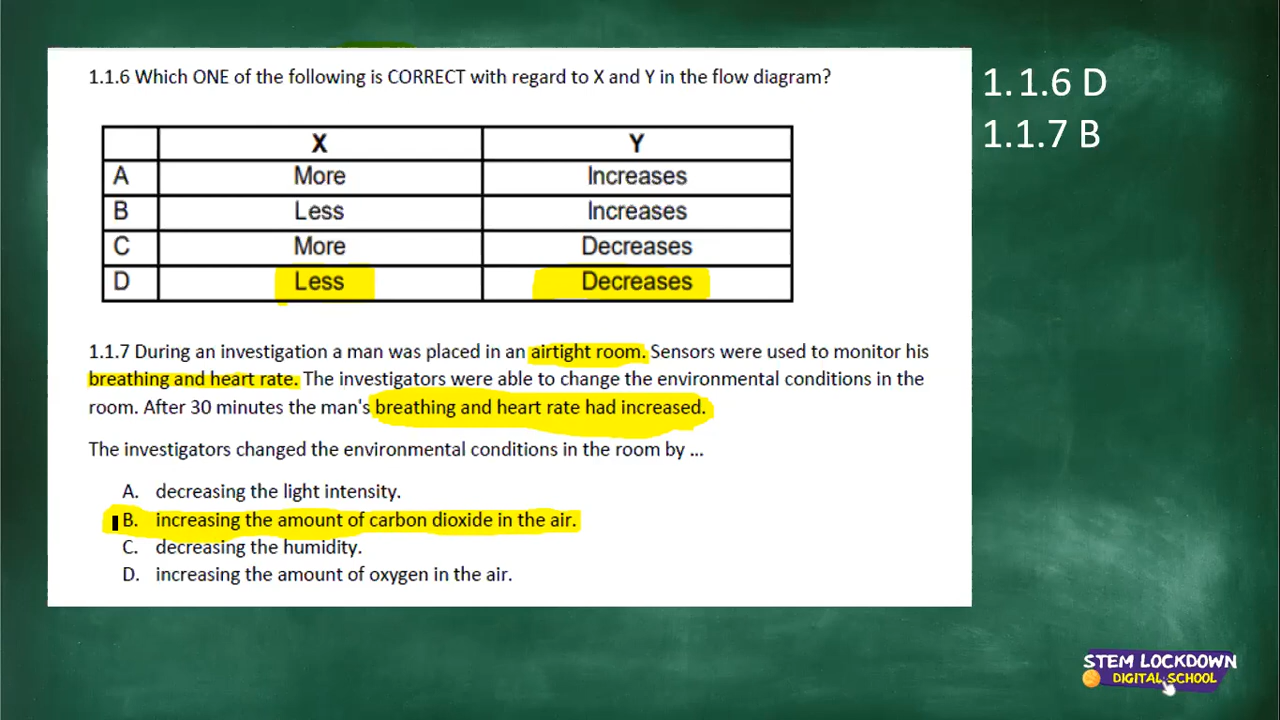 1.1.6 Which ONE of the following is CORRECT with regard to X and Y in the flow diagram?
X Y
A More Increases
B Less Increases
C More Decreases
D Less Decreases
1.1.7 During an investigation a man was placed in an airtight room. Sensors were used to monitor his
breathing and heart rate. The investigators were able to change the environmental conditions in the
room. After 30 minutes the man's breathing and heart rate had increased.
The investigators changed the environmental conditions in the room by ...
A. decreasing the light intensity.
B. increasing the amount of carbon dioxide in the air.
C. decreasing the humidity.
D. increasing the amount of oxygen in the air.
1.1.6 D
1.1.7 B
STEM LOCKDOWN
DIGITAL SCHOOL